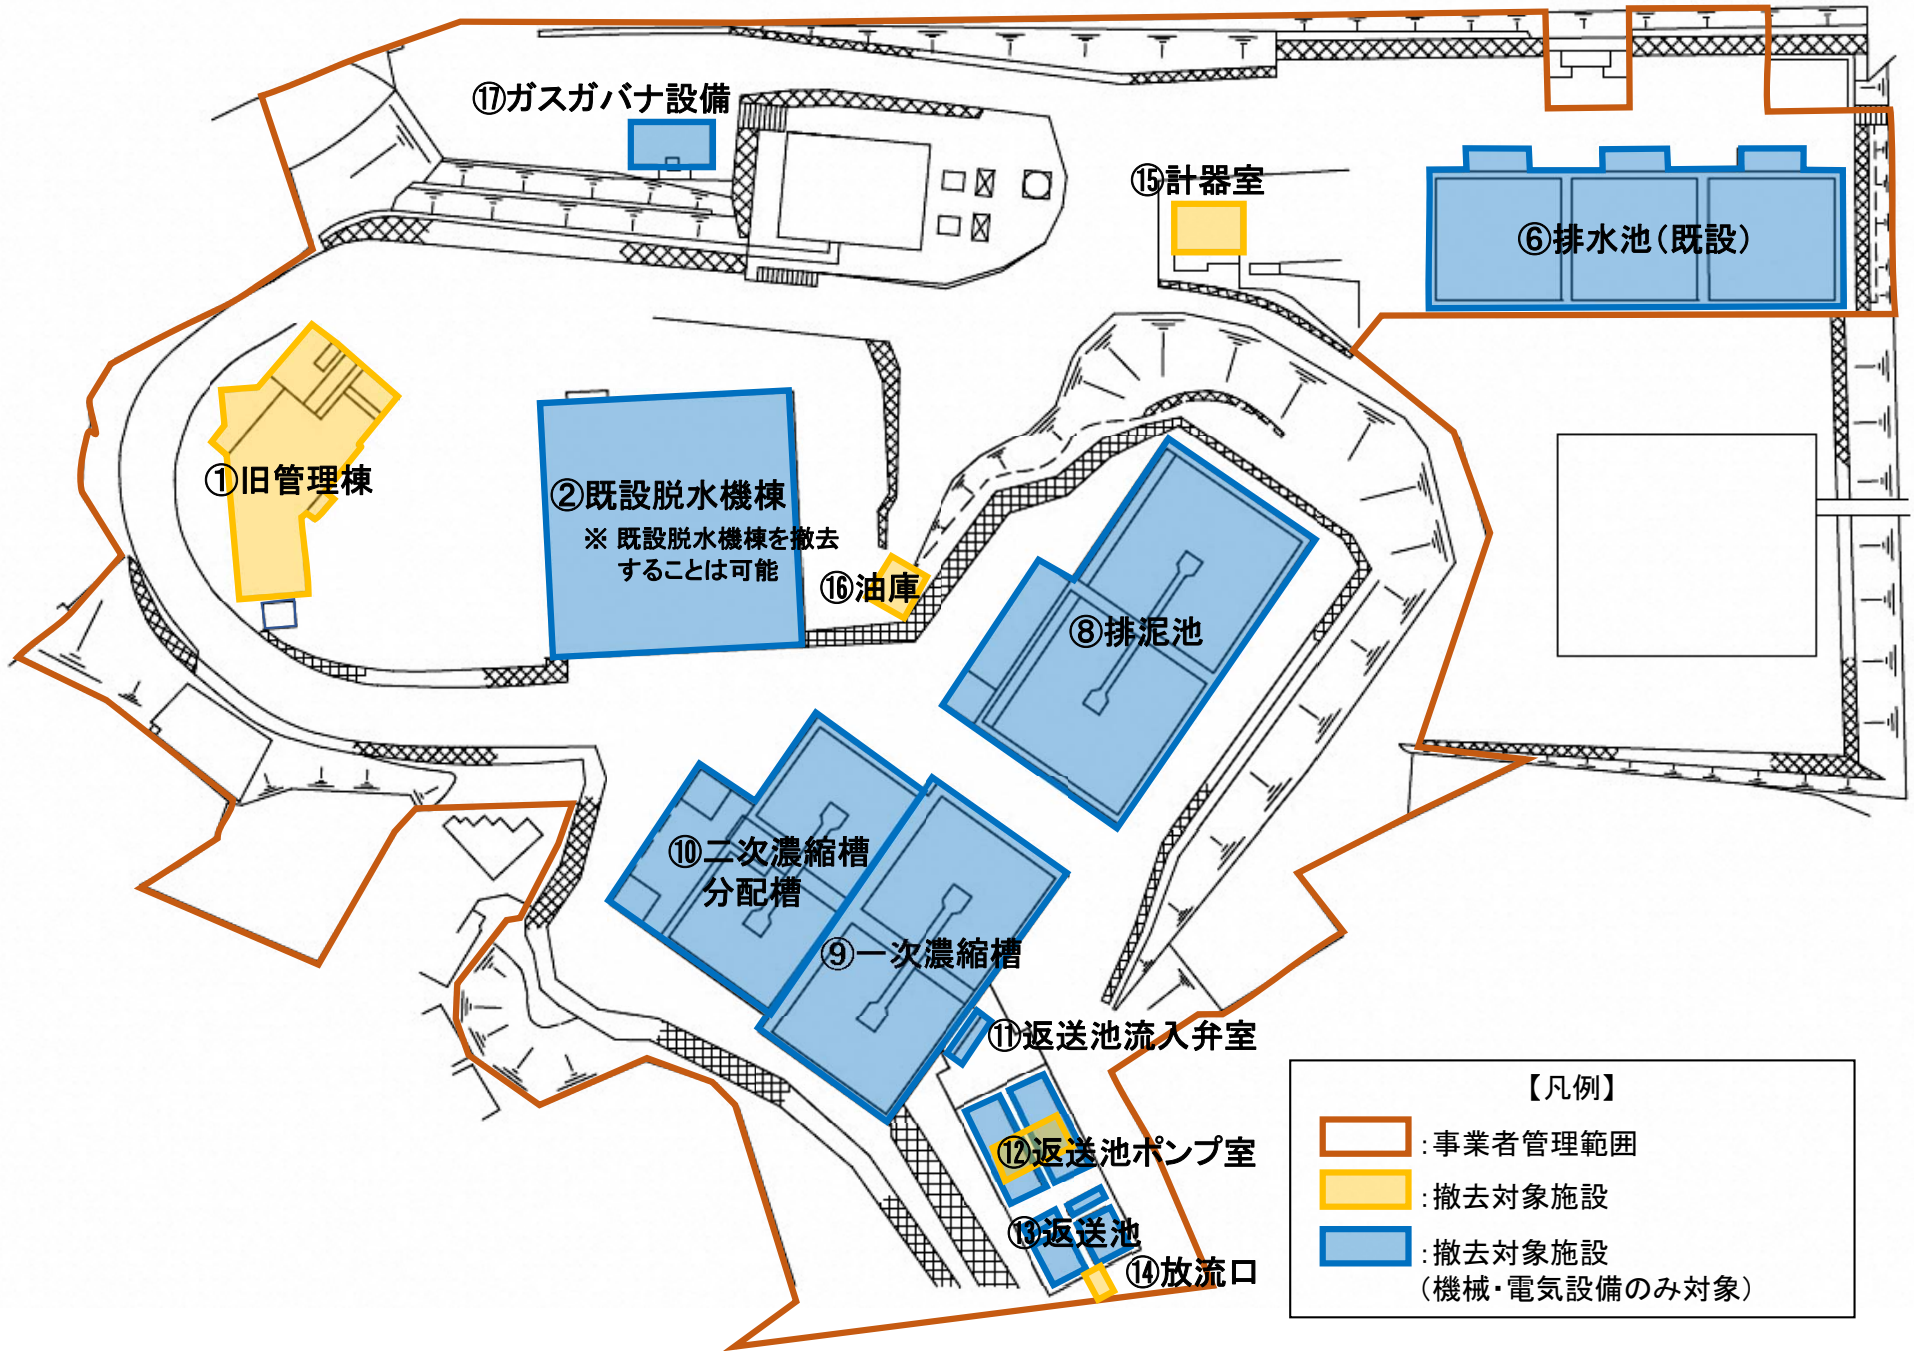 ⑰ガスガバナ設備
⑮計器室
⑥排水池（既設）
①旧管理棟
②既設脱水機棟
※ 既設脱水機棟を撤去
することは可能
⑯油庫
⑧排泥池
⑩二次濃縮槽
分配槽
⑨一次濃縮槽
⑪返送池流入弁室
⑫返送池ポンプ室
⑬返送池
⑭放流口
【凡例】
：事業者管理範囲
：撤去対象施設
：撤去対象施設
（機械・電気設備のみ対象）